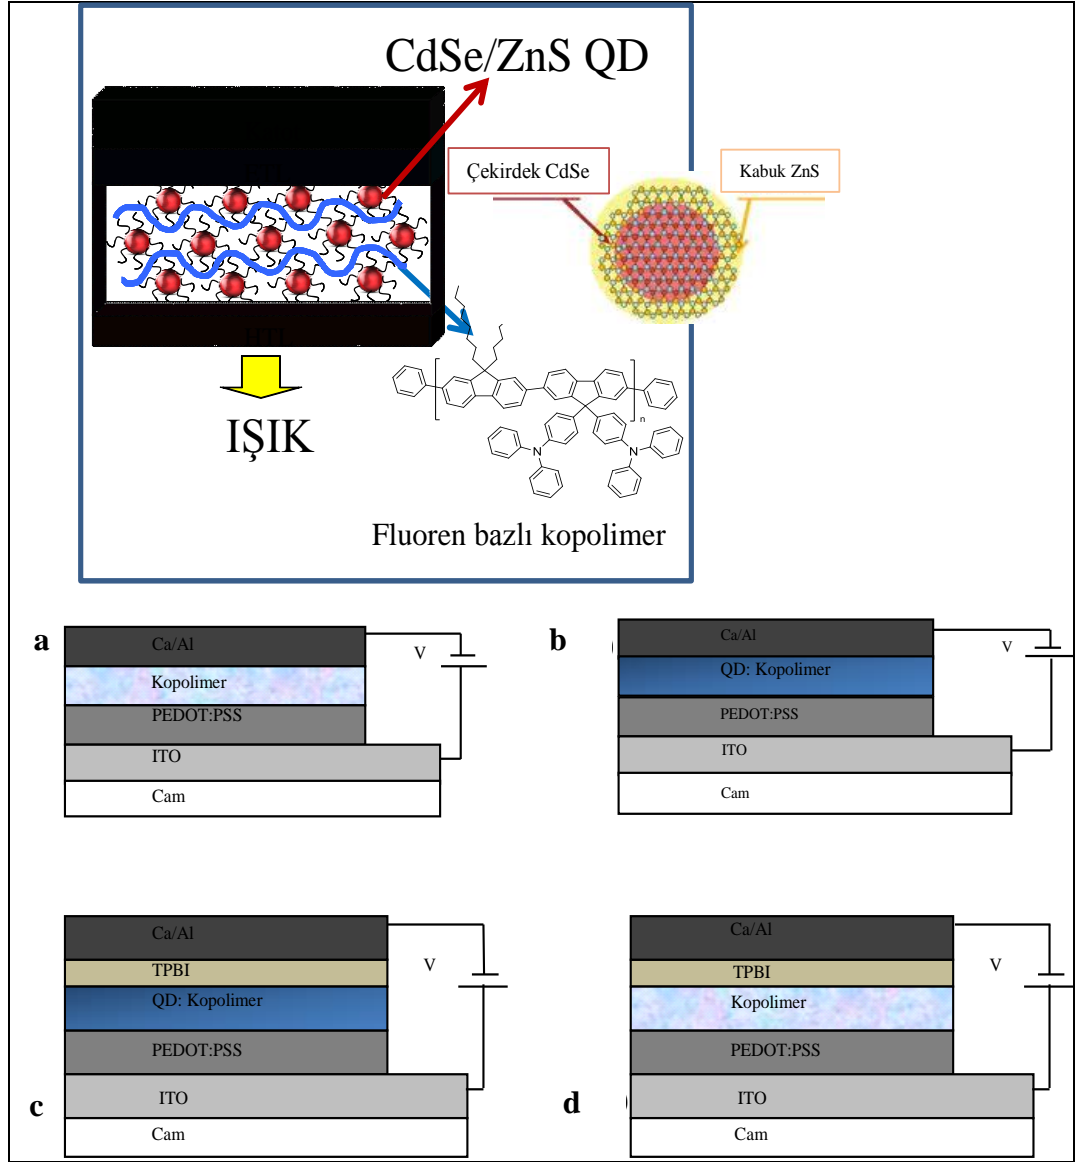 CdSe/ZnS QD
Çekirdek CdSe
Kabuk ZnS
IŞIK
n
N
N
Fluoren bazlı kopolimer
a
Ca/Al
V
Kopolimer
PEDOT:PSS
ITO
Cam
b
Ca/Al
V
QD: Kopolimer
PEDOT:PSS
ITO
Cam
c
Ca/Al
V
TPBI
QD: Kopolimer
PEDOT:PSS
ITO
Cam
d
Ca/Al
V
TPBI
Kopolimer
PEDOT:PSS
ITO
Cam